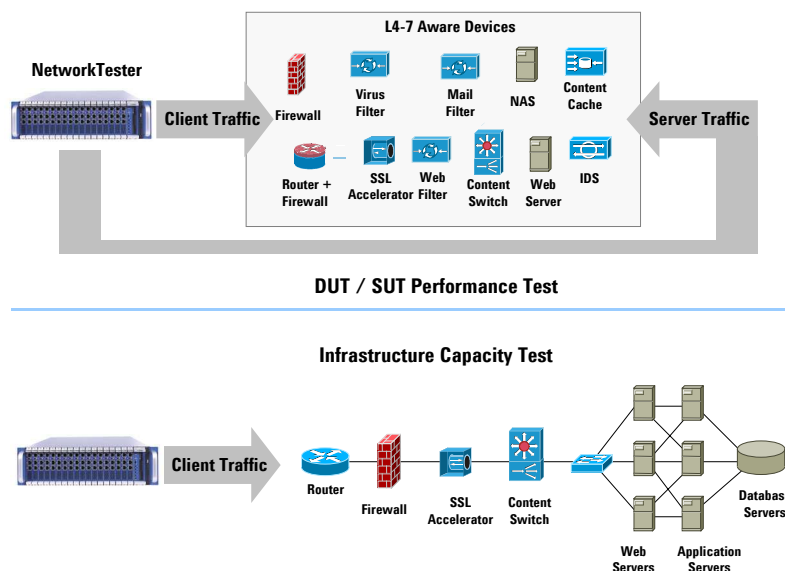 L4-7 Aware Devices
NetworkTester
Client Traffic
Firewall
Virus
Filter
Mail
Filter
NAS
Content
Cache
Server Traffic
Router +
Firewall
SSL
Accelerator
Web
Filter
Content
Switch
Web
Server
IDS
DUT / SUT Performance Test
Infrastructure Capacity Test
Client Traffic
Router
Firewall
SSL
Accelerator
Content
Switch
Web
Servers
Application
Servers
Database
Servers